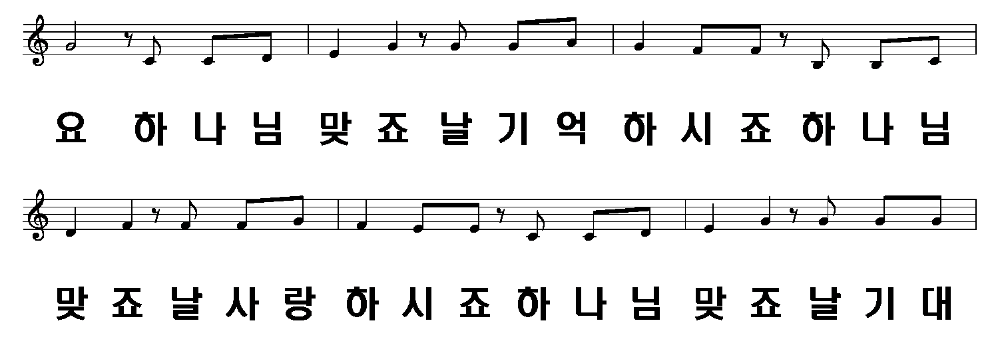 요 하 나 님 맞 죠 날 기 억 하 시 죠 하 나 님
맞 죠 날 사 랑 하 시 죠 하 나 님 맞 죠 날 기 대